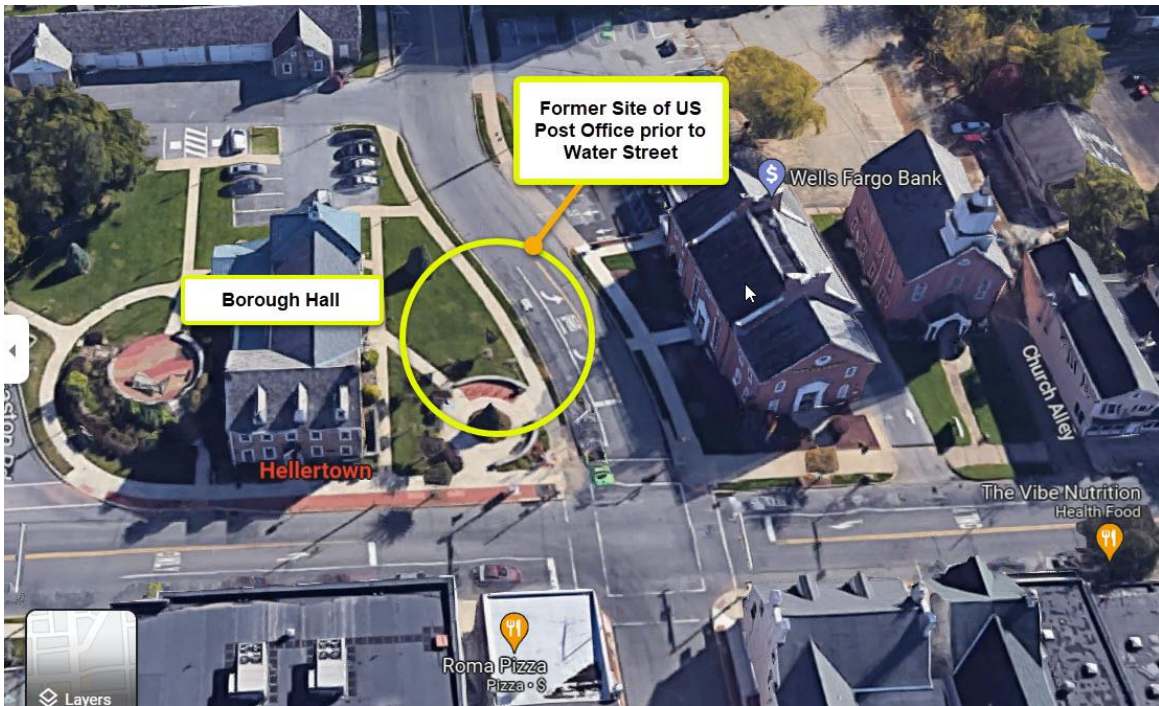 Former Site of US
Post Office prior to
Water Street
$
Wells Fargo Bank
Borough Hall
Hellertown
Church Alley
The Vibe Nutrition
Health Food
Roma Pizza
Pizza • $
Layers
ONLY